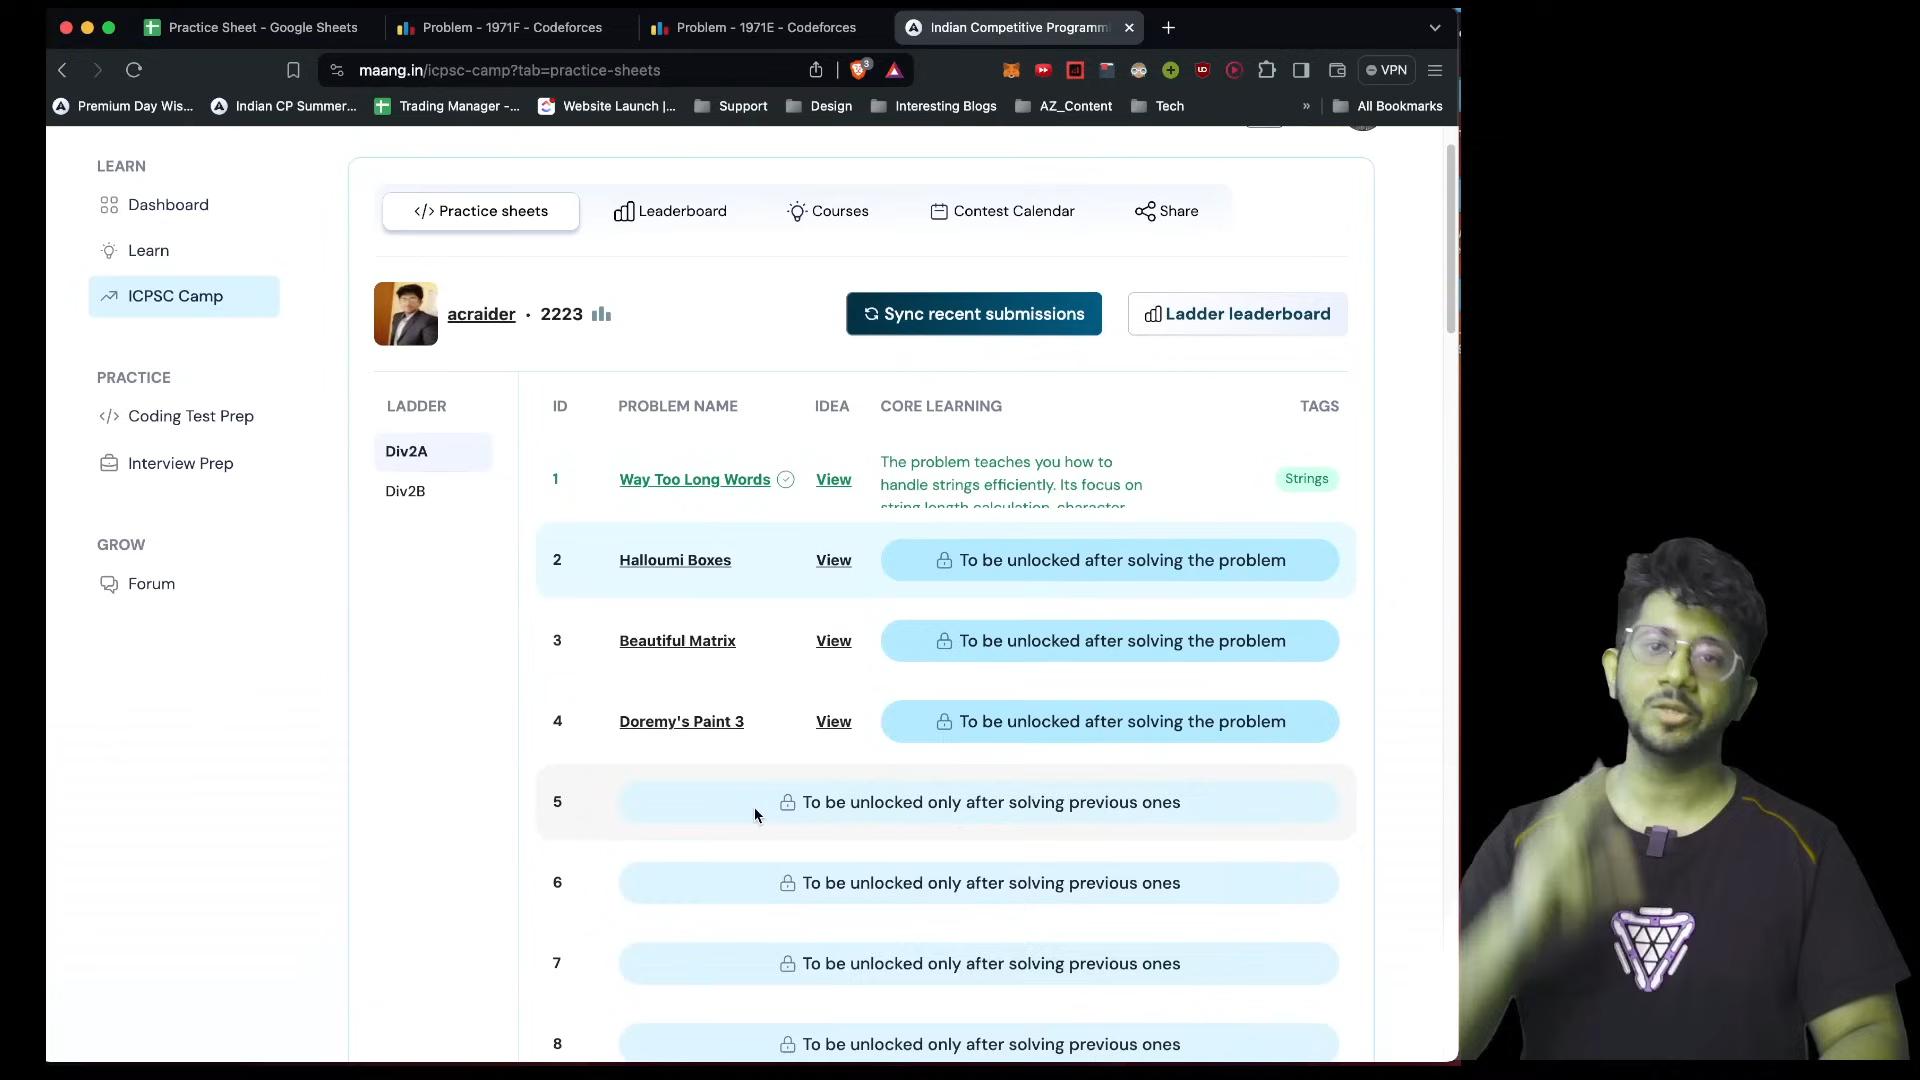 Practice Sheet - Google Sheets
Problem - 1971F - Codeforces
Problem - 1971E - Codeforces
Indian Competitive Programm
maang.in/icpsc-camp?tab=practice-sheets
3
VPN
Premium Day Wis...
Indian CP Summer...
Trading Manager -...
Website Launch |...
Support
Design
Interesting Blogs
AZ_Content
Tech
»
All Bookmarks
LEARN
Dashboard
Learn
ICPSC Camp
PRACTICE
Coding Test Prep
Interview Prep
GROW
Forum
</> Practice sheets
Leaderboard
Courses
Contest Calendar
Share
acraider · 2223
Sync recent submissions
Ladder leaderboard
LADDER
Div2A
Div2B
ID PROBLEM NAME IDEA CORE LEARNING TAGS
1 Way Too Long Words View
The problem teaches you how to
handle strings efficiently. Its focus on
string length calculation, character
Strings
2 Halloumi Boxes View To be unlocked after solving the problem
3 Beautiful Matrix View To be unlocked after solving the problem
4 Doremy's Paint 3 View To be unlocked after solving the problem
5 To be unlocked only after solving previous ones
6 To be unlocked only after solving previous ones
7 To be unlocked only after solving previous ones
8 To be unlocked only after solving previous ones